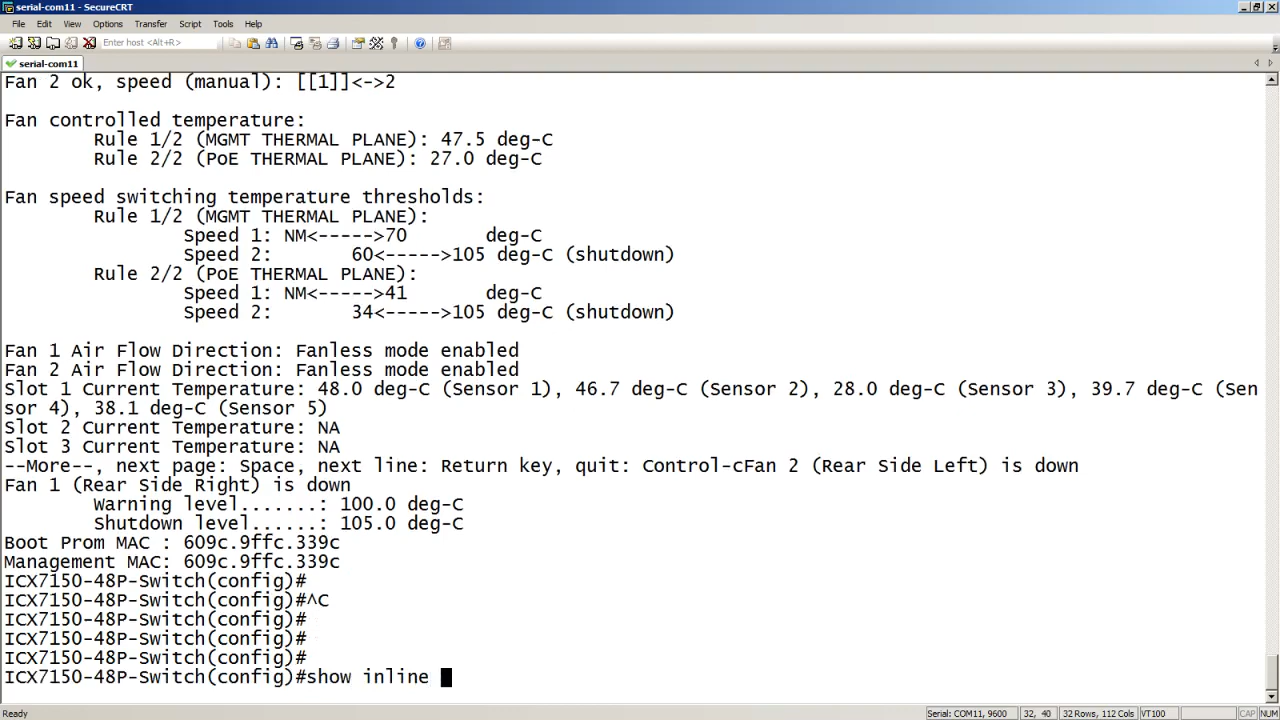 serial-com11 - SecureCRT
File Edit View Options Transfer Script Tools Help
Enter host <Alt+R>
serial-com11
Fan 2 ok, speed (manual): [[1]]<->2
Fan controlled temperature:
Rule 1/2 (MGMT THERMAL PLANE): 47.5 deg-C
Rule 2/2 (PoE THERMAL PLANE): 27.0 deg-C
Fan speed switching temperature thresholds:
Rule 1/2 (MGMT THERMAL PLANE):
Speed 1: NM<----->70 deg-C
Speed 2: 60<----->105 deg-C (shutdown)
Rule 2/2 (PoE THERMAL PLANE):
Speed 1: NM<----->41 deg-C
Speed 2: 34<----->105 deg-C (shutdown)
Fan 1 Air Flow Direction: Fanless mode enabled
Fan 2 Air Flow Direction: Fanless mode enabled
Slot 1 Current Temperature: 48.0 deg-C (Sensor 1), 46.7 deg-C (Sensor 2), 28.0 deg-C (Sensor 3), 39.7 deg-C (Sen
sor 4), 38.1 deg-C (Sensor 5)
Slot 2 Current Temperature: NA
Slot 3 Current Temperature: NA
--More--, next page: Space, next line: Return key, quit: Control-cFan 2 (Rear Side Left) is down
Fan 1 (Rear Side Right) is down
Warning level.......: 100.0 deg-C
Shutdown level......: 105.0 deg-C
Boot Prom MAC : 609c.9ffc.339c
Management MAC: 609c.9ffc.339c
ICX7150-48P-Switch(config)#
ICX7150-48P-Switch(config)#^C
ICX7150-48P-Switch(config)#
ICX7150-48P-Switch(config)#
ICX7150-48P-Switch(config)#
ICX7150-48P-Switch(config)#show inline
Ready Serial: COM11, 9600 32, 40 32 Rows, 112 Cols VT100 CAP NUM